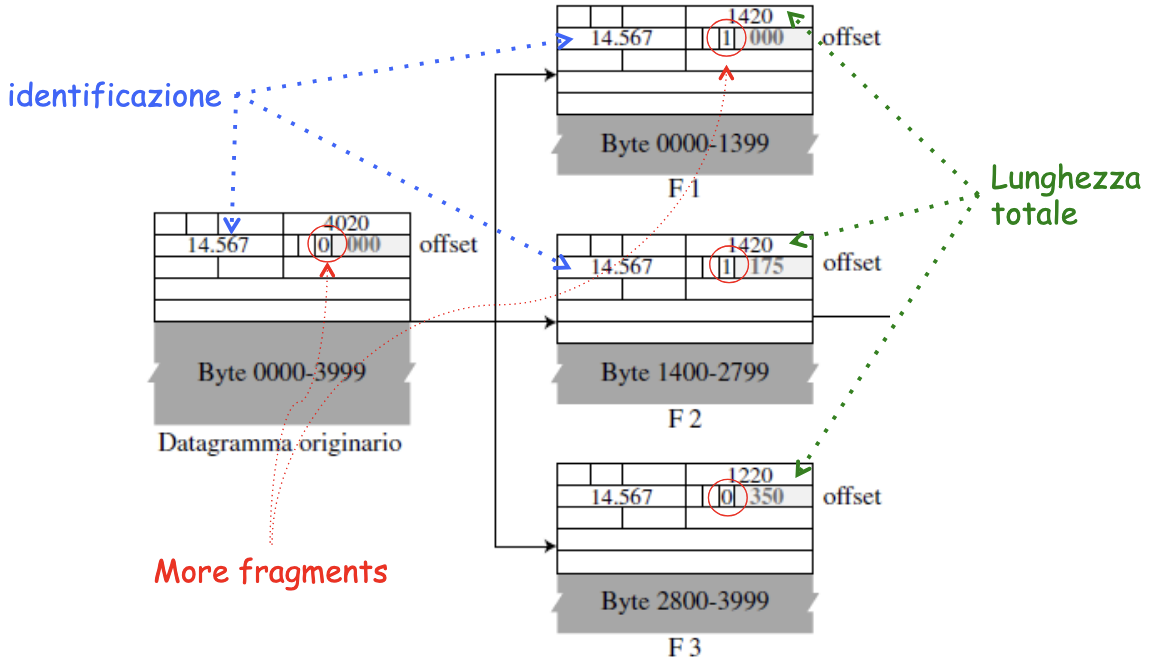 identificazione
4020
14.567 0 000 offset
Byte 0000-3999
Datagramma originario
More fragments
1420
14.567 1 000 offset
Byte 0000-1399
F 1
1420
14.567 1 175 offset
Byte 1400-2799
F 2
1220
14.567 0 350 offset
Byte 2800-3999
F 3
Lunghezza
totale